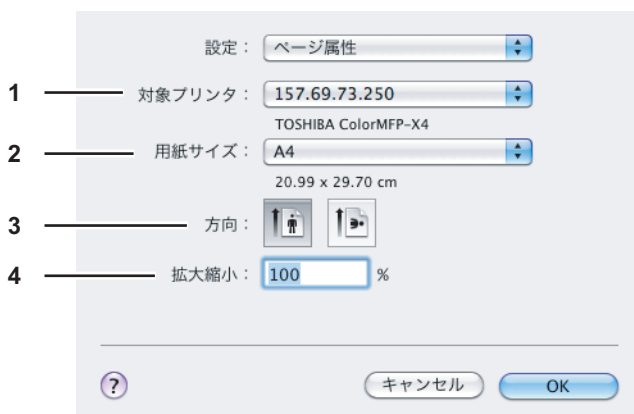 設定： ページ属性
1 対象プリンタ： 157.69.73.250
TOSHIBA ColorMFP-X4
2 用紙サイズ： A4
20.99 x 29.70 cm
3 方向：
4 拡大縮小： 100 %
? キャンセル OK